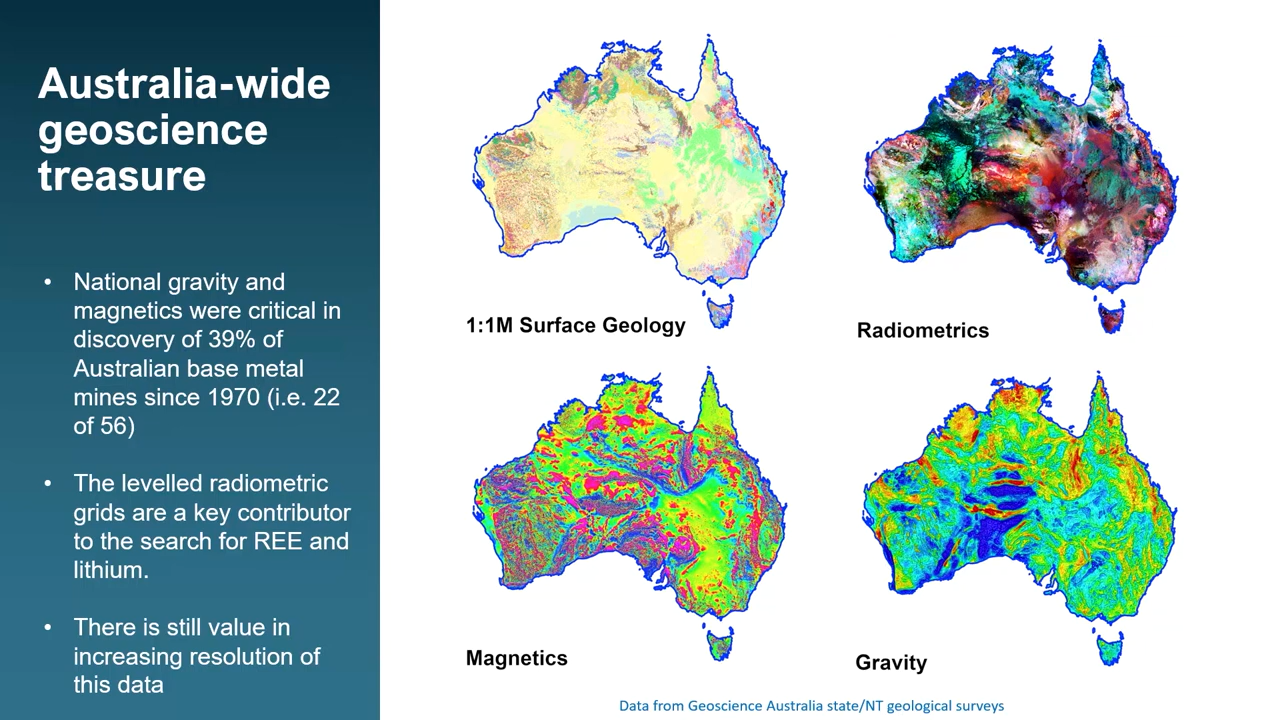 Australia-wide
geoscience
treasure
• National gravity and
magnetics were critical in
discovery of 39% of
Australian base metal
mines since 1970 (i.e. 22
of 56)
• The levelled radiometric
grids are a key contributor
to the search for REE and
lithium.
• There is still value in
increasing resolution of
this data
1:1M Surface Geology
Radiometrics
Magnetics
Gravity
Data from Geoscience Australia state/NT geological surveys